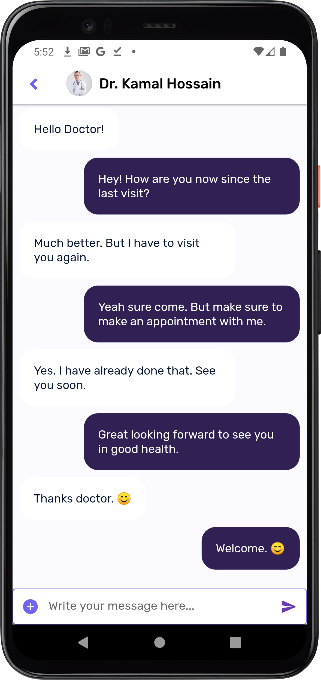 5:52
Dr. Kamal Hossain
Hello Doctor!
Hey! How are you now since the
last visit?
Much better. But I have to visit
you again.
Yeah sure come. But make sure to
make an appointment with me.
Yes. I have already done that. See
you soon.
Great looking forward to see you
in good health.
Thanks doctor. 😊
Welcome. 😊
Write your message here...